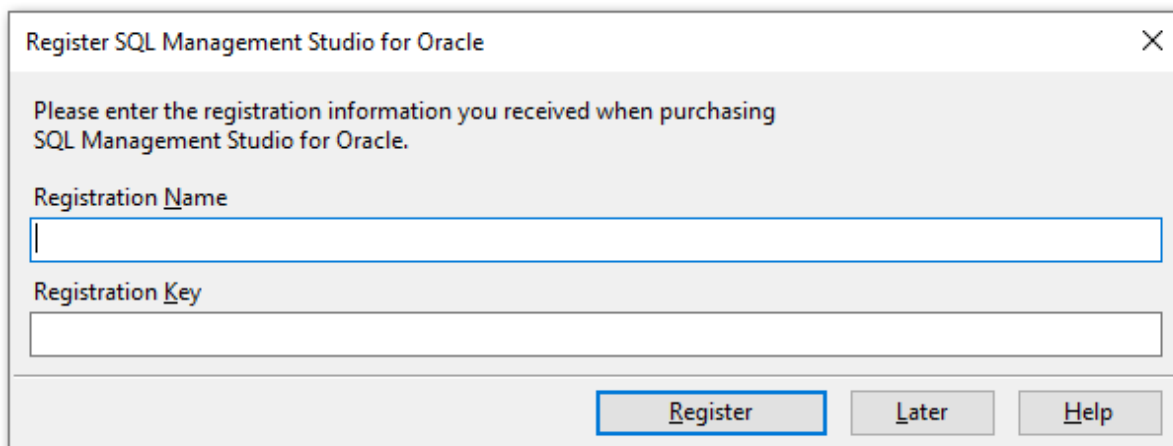 Register SQL Management Studio for Oracle
Please enter the registration information you received when purchasing
SQL Management Studio for Oracle.
Registration Name
Registration Key
Register Later Help